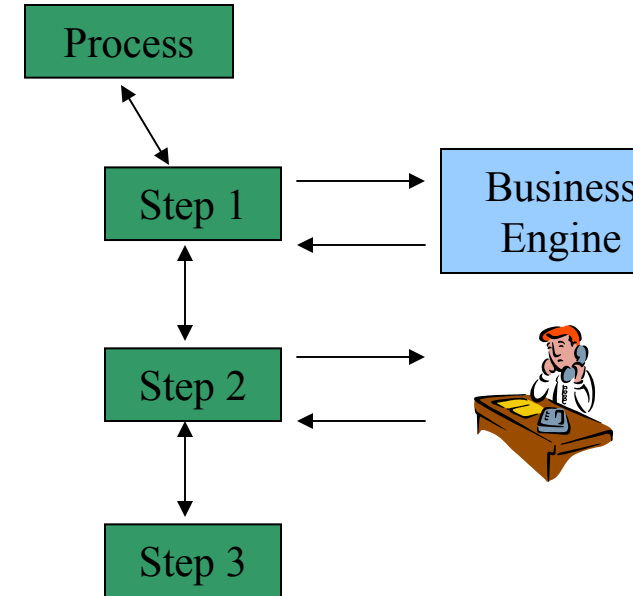 Process
Step 1
Business
Engine
Step 2
Step 3